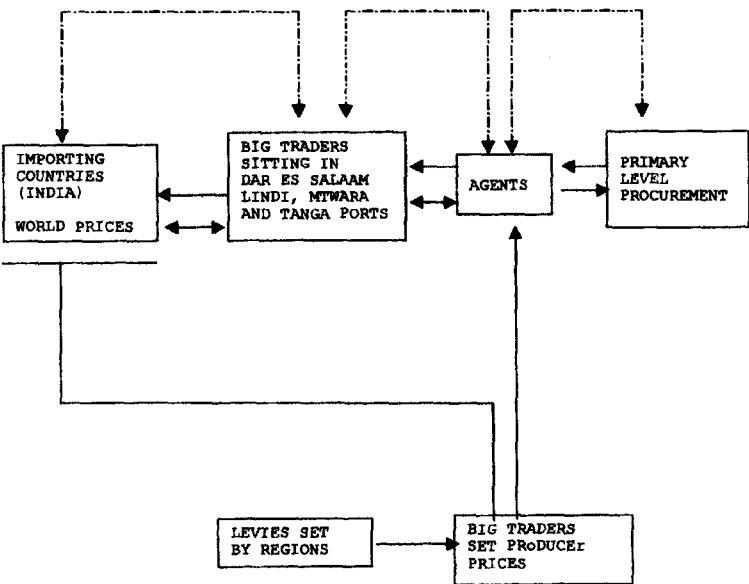 IMPORTING
COUNTRIES
(INDIA)
WORLD PRICES
BIG TRADERS
SITTING IN
DAR ES SALAAM
LINDI, MTWARA
AND TANGA PORTS
AGENTS
PRIMARY
LEVEL
PROCUREMENT
LEVIES SET
BY REGIONS
BIG TRADERS
SET PRoDUCEr
PRICES